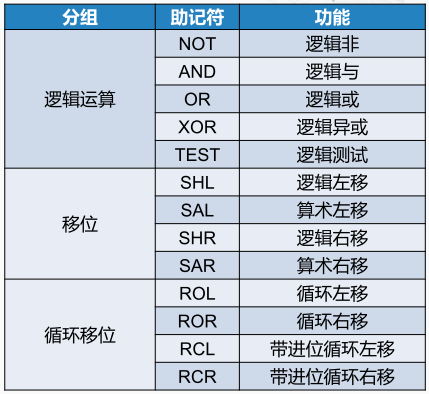 分组 助记符 功能
逻辑运算
NOT 逻辑非
AND 逻辑与
OR 逻辑或
XOR 逻辑异或
TEST 逻辑测试
移位
SHL 逻辑左移
SAL 算术左移
SHR 逻辑右移
SAR 算术右移
循环移位
ROL 循环左移
ROR 循环右移
RCL 带进位循环左移
RCR 带进位循环右移